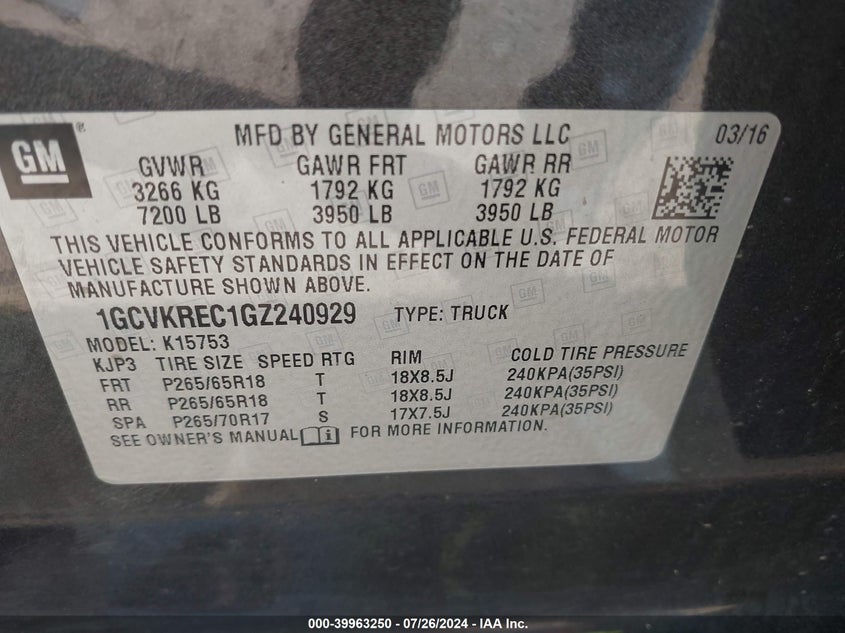 GM
MFD BY GENERAL MOTORS LLC 03/16
GVWR GAWR FRT GAWR RR
3266 KG 1792 KG 1792 KG
7200 LB 3950 LB 3950 LB
THIS VEHICLE CONFORMS TO ALL APPLICABLE U.S. FEDERAL MOTOR
VEHICLE SAFETY STANDARDS IN EFFECT ON THE DATE OF
MANUFACTURE SHOWN ABOVE.
1GCVKREC1GZ240929 TYPE: TRUCK
MODEL: K15753
KJP3 TIRE SIZE SPEED RTG RIM COLD TIRE PRESSURE
FRT P265/65R18 T 18X8.5J 240KPA(35PSI)
RR P265/65R18 T 18X8.5J 240KPA(35PSI)
SPA P265/70R17 S 17X7.5J 240KPA(35PSI)
SEE OWNER'S MANUAL FOR MORE INFORMATION.
000-39963250 - 07/26/2024 - IAA Inc.